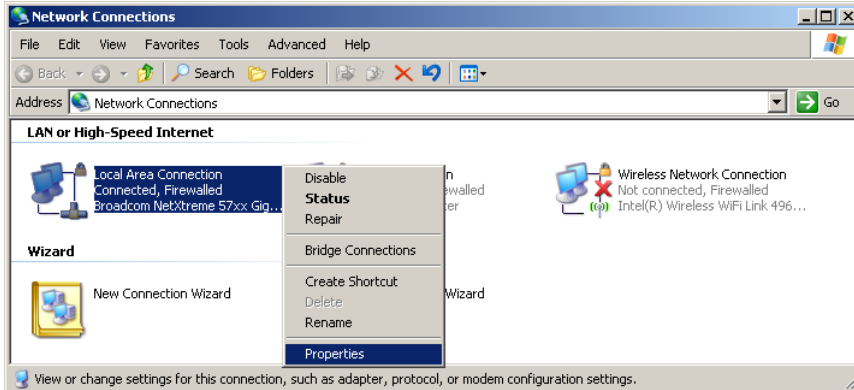 Network Connections
File Edit View Favorites Tools Advanced Help
Back Search Folders
Address Network Connections Go
LAN or High-Speed Internet
Local Area Connection
Connected, Firewalled
Broadcom NetXtreme 57xx Gig...
Disable
Status
Repair
Bridge Connections
Create Shortcut
Delete
Rename
Properties
Wireless Network Connection
Not connected, Firewalled
Intel(R) Wireless WiFi Link 496...
Wizard
New Connection Wizard
Wizard
View or change settings for this connection, such as adapter, protocol, or modem configuration settings.